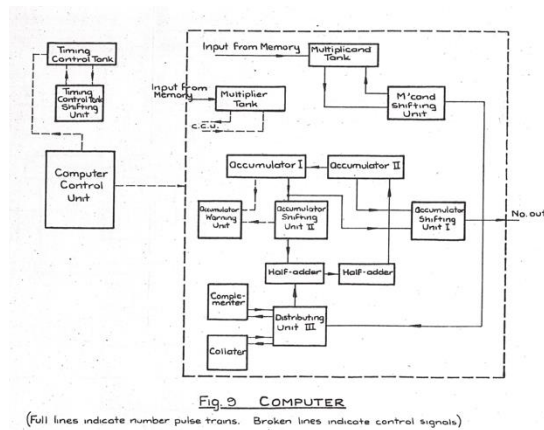 Timing
Control Tank
Timing
Control Tank
Shifting
Unit
Computer
Control
Unit
Input from Memory
Multiplicand
Tank
Input from
Memory
Multiplier
Tank
c.c.u.
M'cand
Shifting
Unit
Accumulator I
Accumulator II
Accumulator
Warning
Unit
Accumulator
Shifting
Unit II
Accumulator
Shifting
Unit I
No. out
Half-adder
Half-adder
Comple-
menter
Distributing
Unit III
Collater
Fig. 9 COMPUTER
(Full lines indicate number pulse trains. Broken lines indicate control signals)